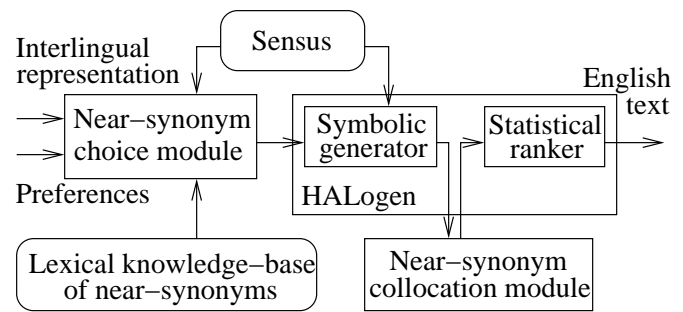 Sensus
Interlingual
representation
English
text
Near−synonym
choice module
Symbolic
generator
Statistical
ranker
Preferences
HALogen
Lexical knowledge−base
of near−synonyms
Near−synonym
collocation module